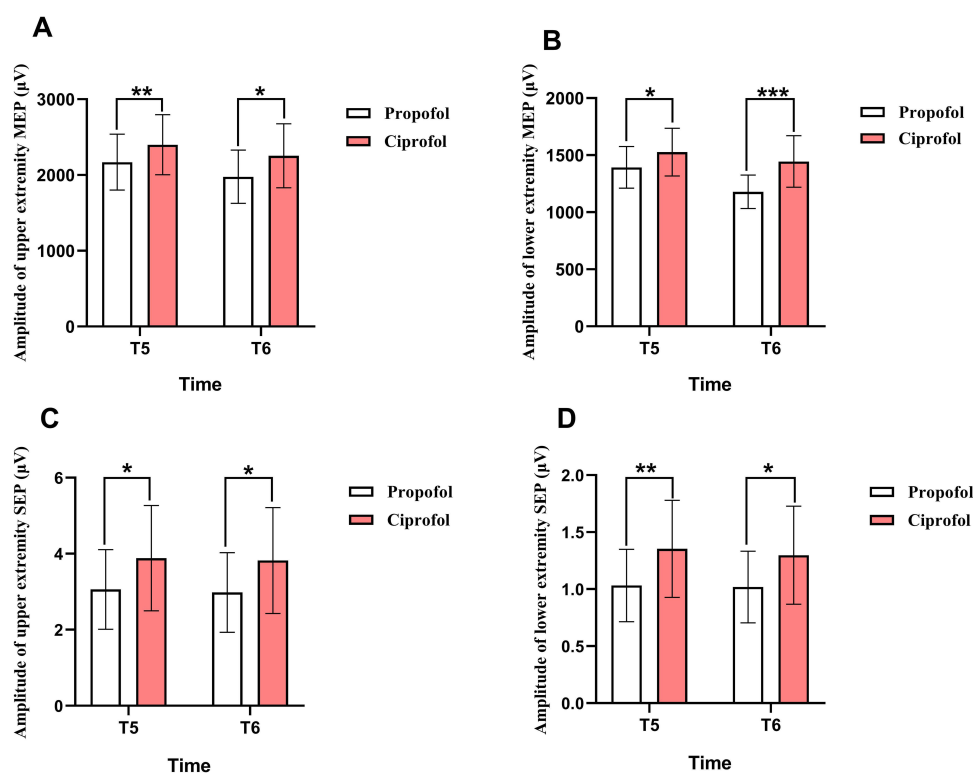 A
Amplitude of upper extremity MEP (μV)
3000
2000
1000
0
**
*
T5
T6
Time
Propofol
Ciprofol
B
Amplitude of lower extremity MEP (μV)
2000
1500
1000
500
0
*
***
T5
T6
Time
Propofol
Ciprofol
C
Amplitude of upper extremity SEP (μV)
6
4
2
0
*
*
T5
T6
Time
Propofol
Ciprofol
D
Amplitude of lower extremity SEP (μV)
2.0
1.5
1.0
0.5
0.0
**
*
T5
T6
Time
Propofol
Ciprofol